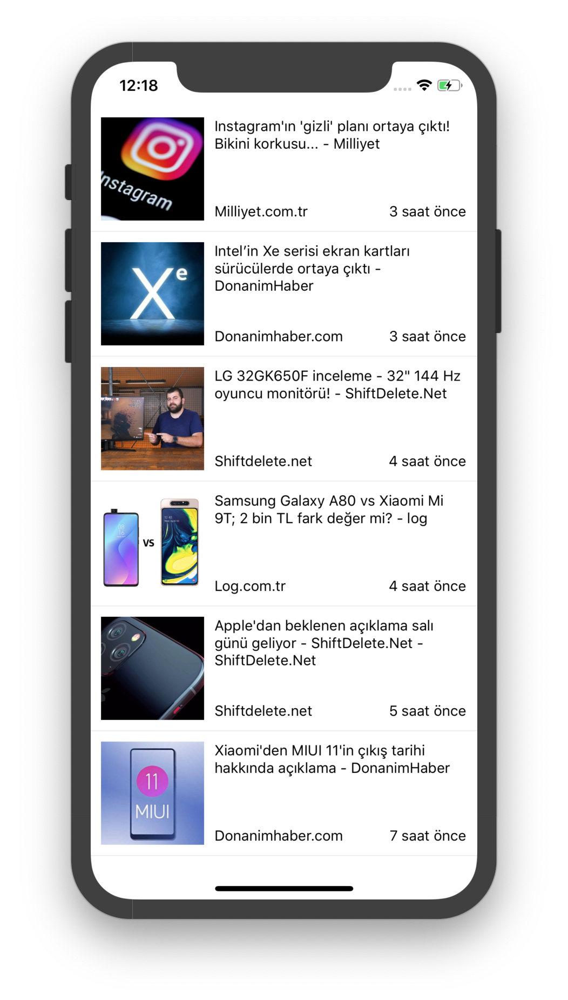 12:18
Instagram'ın 'gizli' planı ortaya çıktı!
Bikini korkusu... - Milliyet
Instagram
Milliyet.com.tr 3 saat önce
Intel’in Xe serisi ekran kartları
sürücülerde ortaya çıktı -
DonanimHaber
Xe
Donanimhaber.com 3 saat önce
LG 32GK650F inceleme - 32" 144 Hz
oyuncu monitörü! - ShiftDelete.Net
Shiftdelete.net 4 saat önce
Samsung Galaxy A80 vs Xiaomi Mi
9T; 2 bin TL fark değer mi? - log
08
16
VS
12:45
Log.com.tr 4 saat önce
Apple'dan beklenen açıklama salı
günü geliyor - ShiftDelete.Net -
ShiftDelete.Net
Shiftdelete.net 5 saat önce
Xiaomi'den MIUI 11'in çıkış tarihi
hakkında açıklama - DonanimHaber
11
MIUI
Donanimhaber.com 7 saat önce